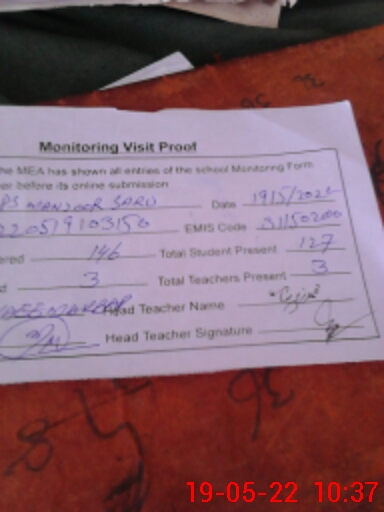 Monitoring Visit Proof
he MEA has shown all entries of the school Monitoring Form
er before its online submission
PS MANZOOR Date 19/5/2022
220519103150 EMIS Code
ered 146 Total Student Present 127
d 3 Total Teachers Present 3
ad Teacher Name
Head Teacher Signature
19-05-22 10:37